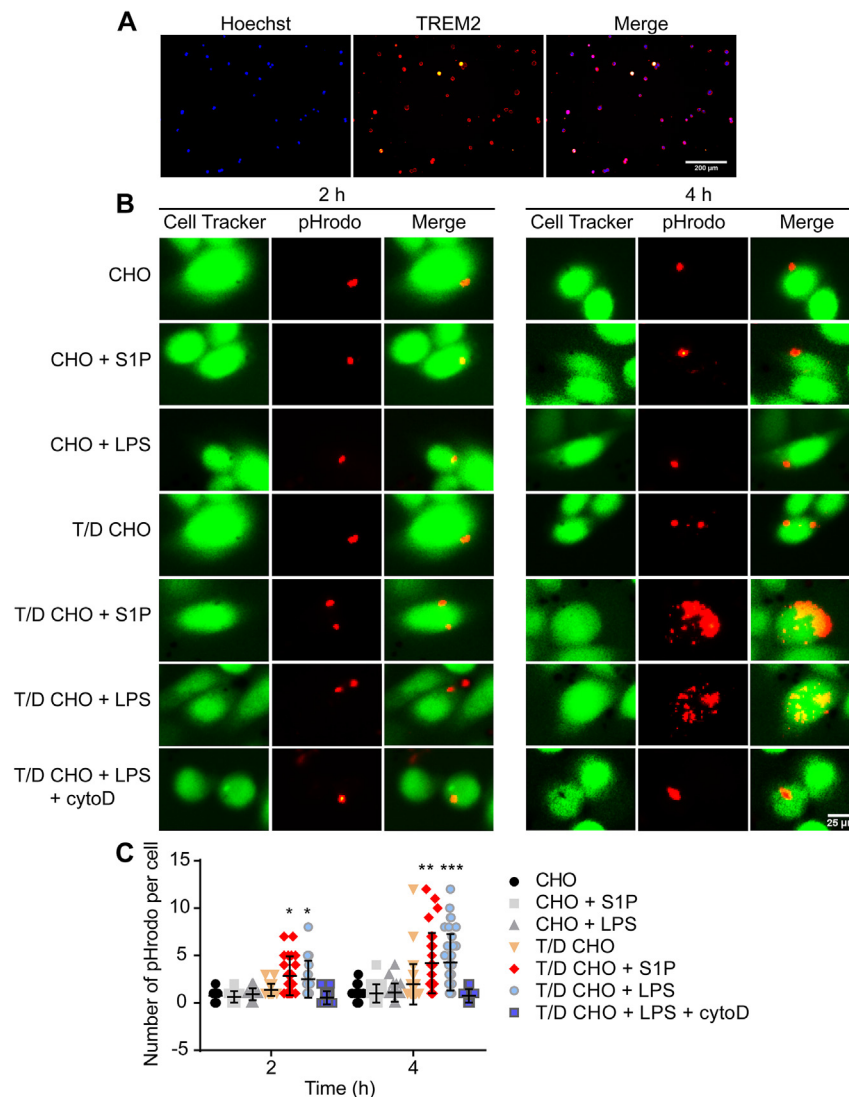 A
Hoechst TREM2 Merge
200 µm
B
2 h 4 h
Cell Tracker pHrodo Merge Cell Tracker pHrodo Merge
CHO
CHO + S1P
CHO + LPS
T/D CHO
T/D CHO + S1P
T/D CHO + LPS
T/D CHO + LPS
+ cytoD
25 µm
C
Number of pHrodo per cell
15
10
5
0
-5
* * ** ***
2 4
Time (h)
CHO
CHO + S1P
CHO + LPS
T/D CHO
T/D CHO + S1P
T/D CHO + LPS
T/D CHO + LPS + cytoD